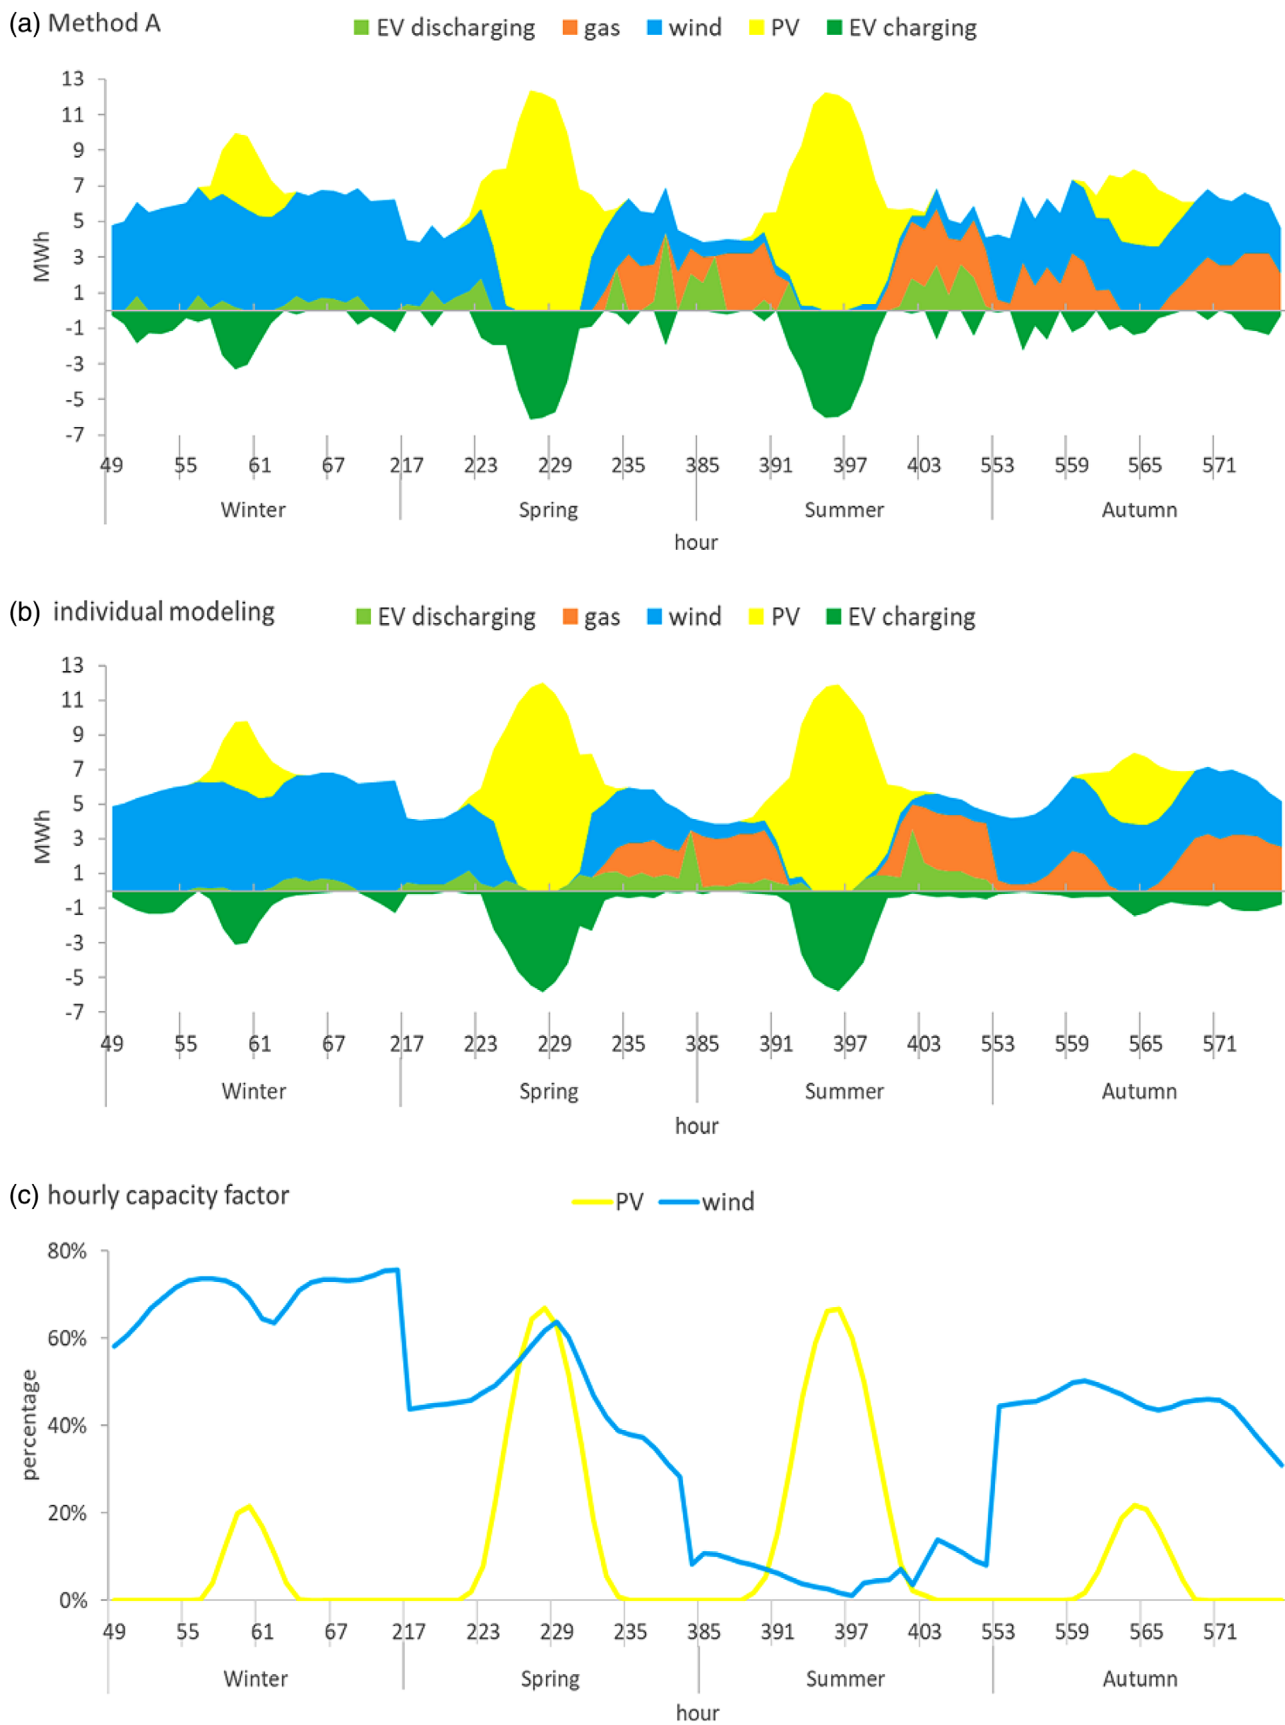 (a) Method A
EV discharging gas wind PV EV charging
13
11
9
7
5
3
1
-1
-3
-5
-7
MWh
49 55 61 67 217 223 229 235 385 391 397 403 553 559 565 571
Winter Spring Summer Autumn
hour
(b) individual modeling
EV discharging gas wind PV EV charging
13
11
9
7
5
3
1
-1
-3
-5
-7
MWh
49 55 61 67 217 223 229 235 385 391 397 403 553 559 565 571
Winter Spring Summer Autumn
hour
(c) hourly capacity factor
PV wind
80%
60%
40%
20%
0%
percentage
49 55 61 67 217 223 229 235 385 391 397 403 553 559 565 571
Winter Spring Summer Autumn
hour